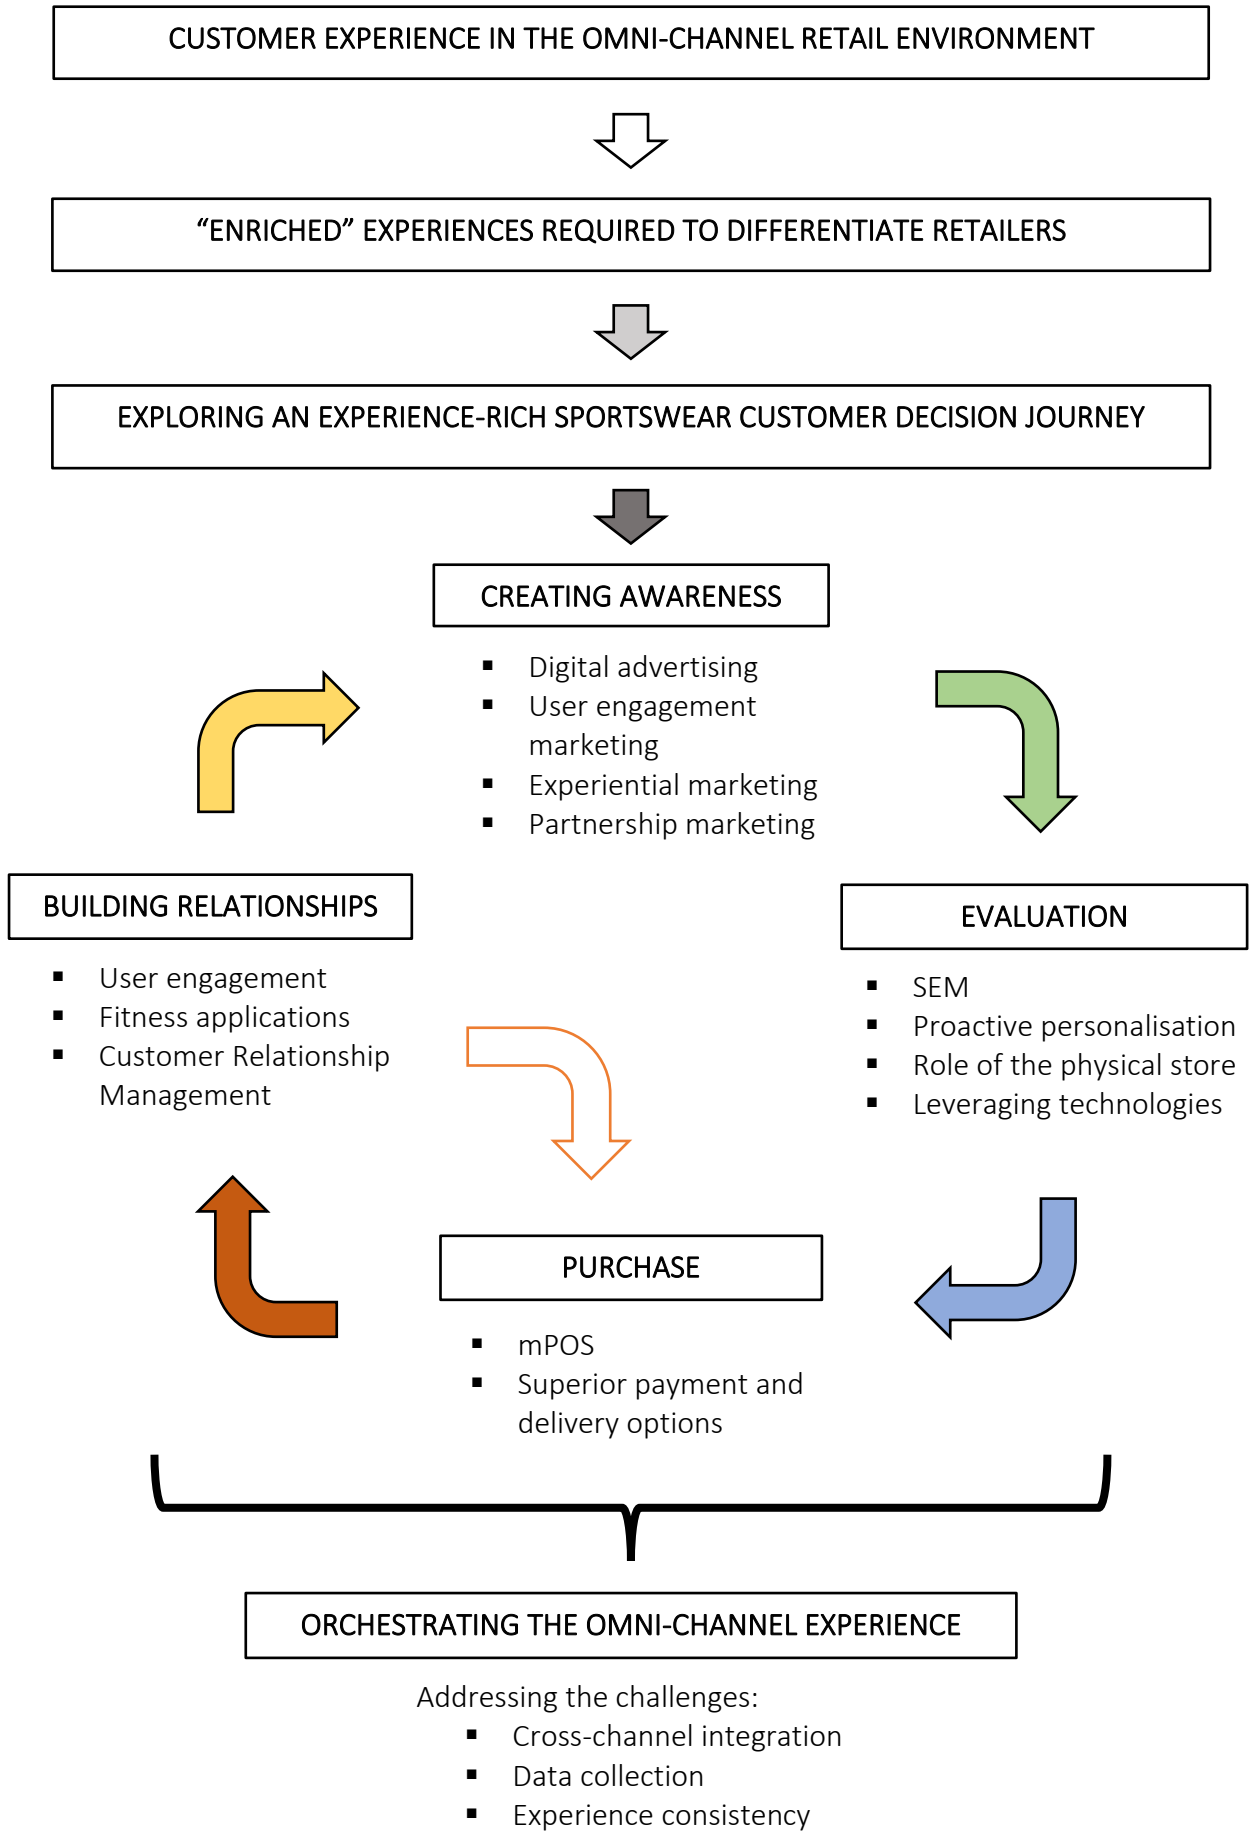 CUSTOMER EXPERIENCE IN THE OMNI-CHANNEL RETAIL ENVIRONMENT
“ENRICHED” EXPERIENCES REQUIRED TO DIFFERENTIATE RETAILERS
EXPLORING AN EXPERIENCE-RICH SPORTSWEAR CUSTOMER DECISION JOURNEY
CREATING AWARENESS
▪ Digital advertising
▪ User engagement
marketing
▪ Experiential marketing
▪ Partnership marketing
BUILDING RELATIONSHIPS
▪ User engagement
▪ Fitness applications
▪ Customer Relationship
Management
EVALUATION
▪ SEM
▪ Proactive personalisation
▪ Role of the physical store
▪ Leveraging technologies
PURCHASE
▪ mPOS
▪ Superior payment and
delivery options
ORCHESTRATING THE OMNI-CHANNEL EXPERIENCE
Addressing the challenges:
▪ Cross-channel integration
▪ Data collection
▪ Experience consistency